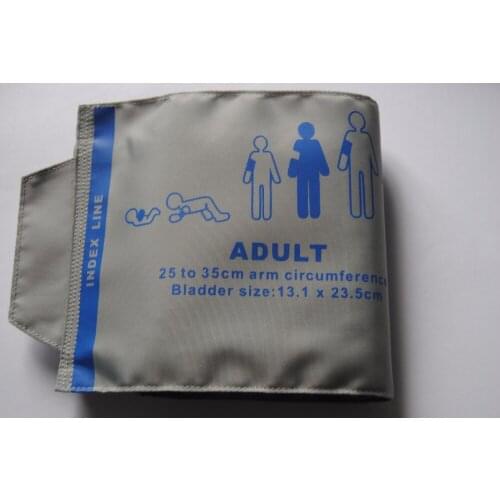 INDEX LINE
ADULT
25 to 35cm arm circumference
Bladder size:13.1 x 23.5cm